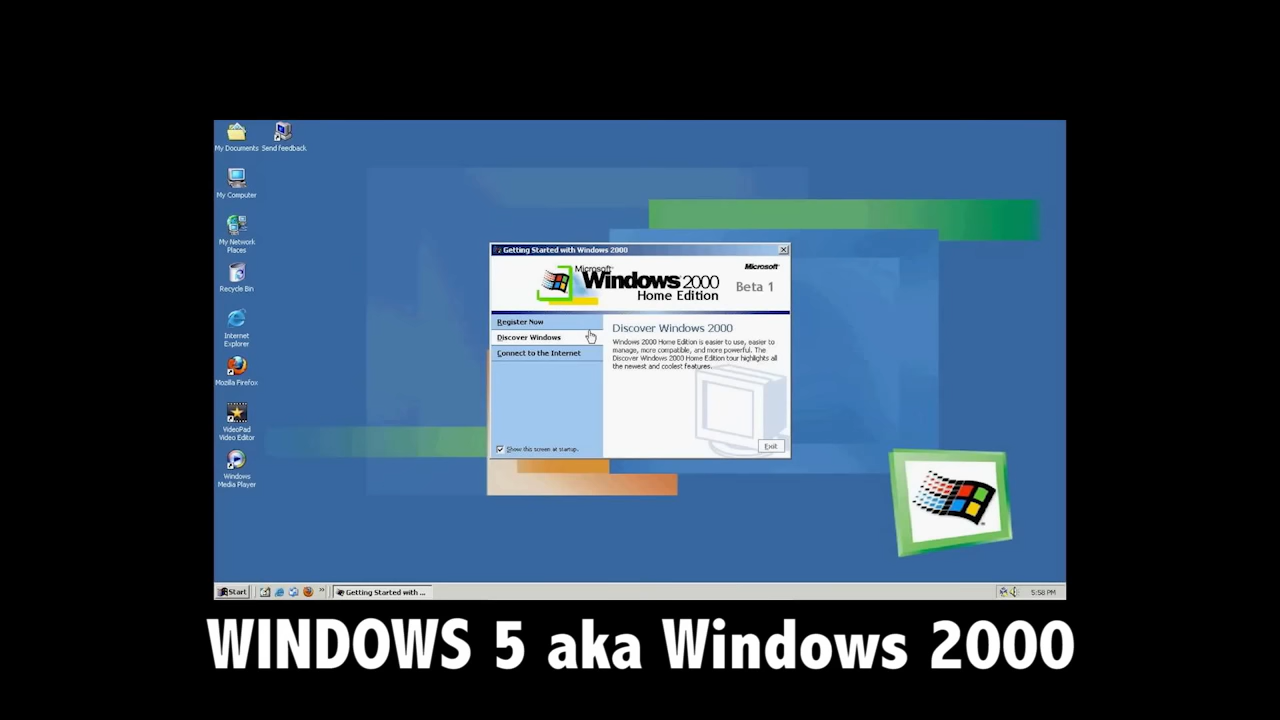 My Documents
Send feedback
My Computer
My Network
Places
Recycle Bin
Internet
Explorer
Mozilla Firefox
VideoPad
Video Editor
Windows
Media Player
Getting Started with Windows 2000
Microsoft
Windows 2000
Home Edition
Microsoft
Beta 1
Register Now
Discover Windows
Connect to the Internet
Discover Windows 2000
Windows 2000 Home Edition is easier to use, easier to
manage, more compatible, and more powerful. The
Discover Windows 2000 Home Edition tour highlights all
the newest and coolest features.
Show this screen at startup.
Exit
Start
Getting Started with ...
5:58 PM
WINDOWS 5 aka Windows 2000